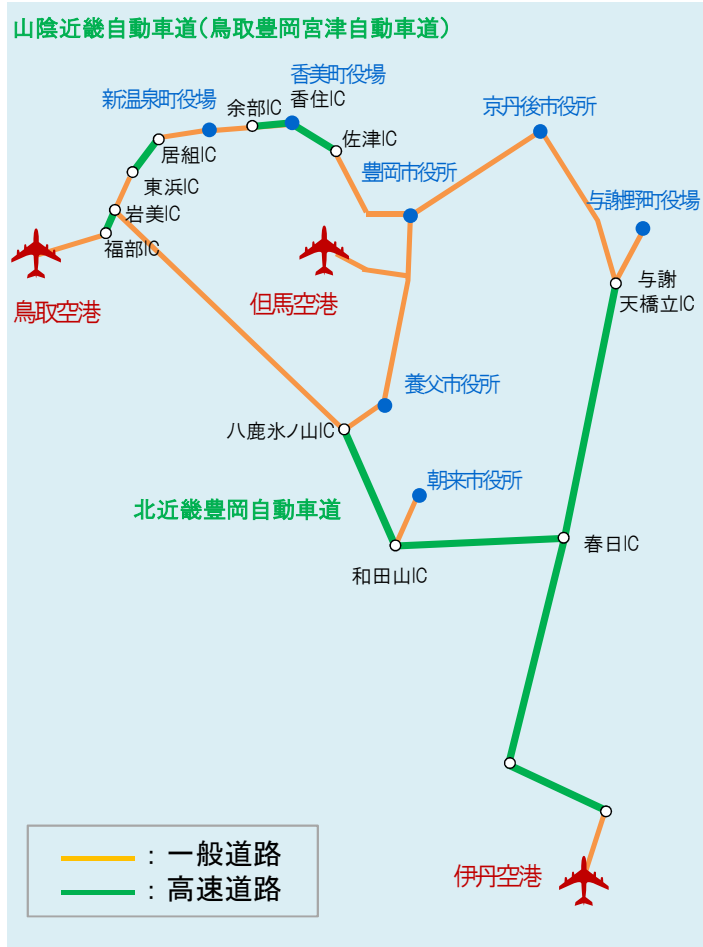 山陰近畿自動車道（鳥取豊岡宮津自動車道）
香美町役場
新温泉町役場
余部IC
香住IC
京丹後市役所
佐津IC
居組IC
豊岡市役所
東浜IC
与謝野町役場
岩美IC
福部IC
与謝
天橋立IC
鳥取空港
但馬空港
養父市役所
八鹿氷ノ山IC
朝来市役所
北近畿豊岡自動車道
春日IC
和田山IC
：一般道路
：高速道路
伊丹空港